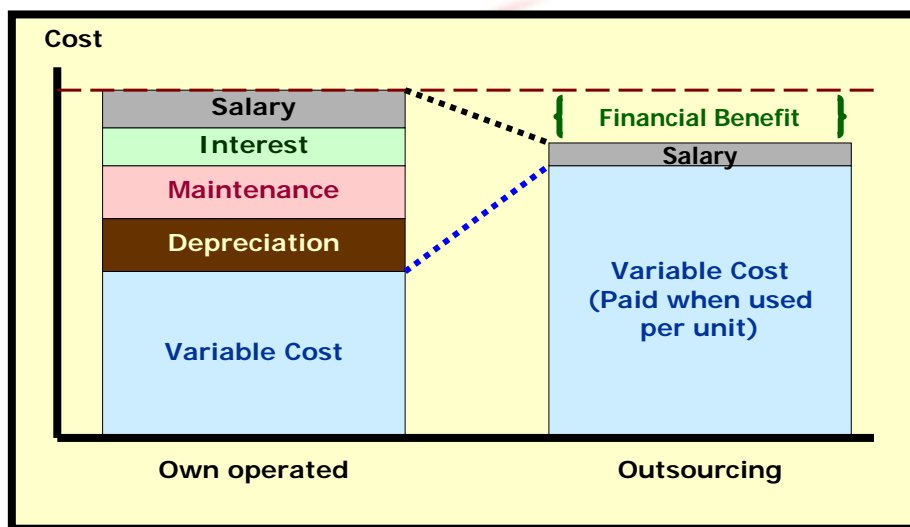 Cost
Salary
Interest
Maintenance
Depreciation
Variable Cost
{ Financial Benefit }
Salary
Variable Cost
(Paid when used
per unit)
Own operated
Outsourcing